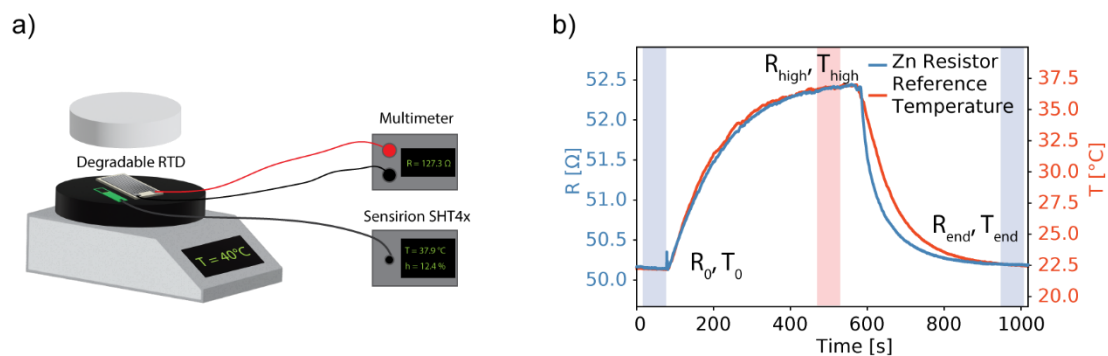 a)
Degradable RTD
Multimeter
R = 127.3 Ω
Sensirion SHT4x
T = 37.9 °C
h = 12.4 %
T = 40°C
b)
R_high, T_high
Zn Resistor
Reference
Temperature
R_0, T_0
R_end, T_end
R [Ω]
52.5
52.0
51.5
51.0
50.5
50.0
T [°C]
37.5
35.0
32.5
30.0
27.5
25.0
22.5
20.0
0
200
400
600
800
1000
Time [s]